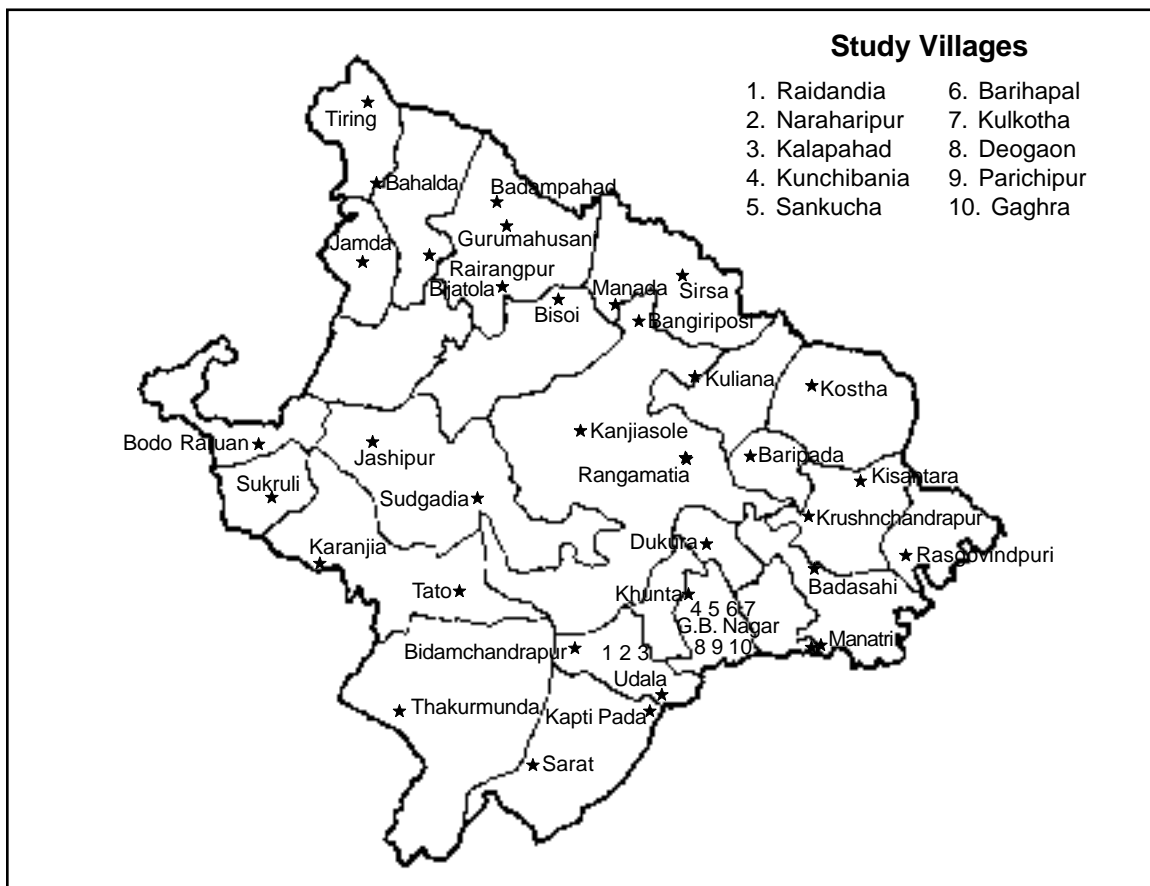 Study Villages
1. Raidandia
2. Naraharipur
3. Kalapahad
4. Kunchibania
5. Sankucha
6. Barihapal
7. Kulkotha
8. Deogaon
9. Parichipur
10. Gaghra
Tiring
Bahalda
Badampahad
Gurumahusani
Jamda
Rairangpur
Bijatola
Bisoi
Manada
Sirsa
Bangiriposi
Kuliana
Kostha
Bodo Raruan
Jashipur
Kanjiasole
Rangamatia
Baripada
Kisantara
Sukruli
Sudgadia
Krushnchandrapur
Karanjia
Dukura
Rasgovindpuri
Badasahi
Tato
Khunta
4 5 6 7
G.B. Nagar
8 9 10
Manatri
Bidamchandrapur
1 2 3
Udala
Thakurmunda
Kapti Pada
Sarat